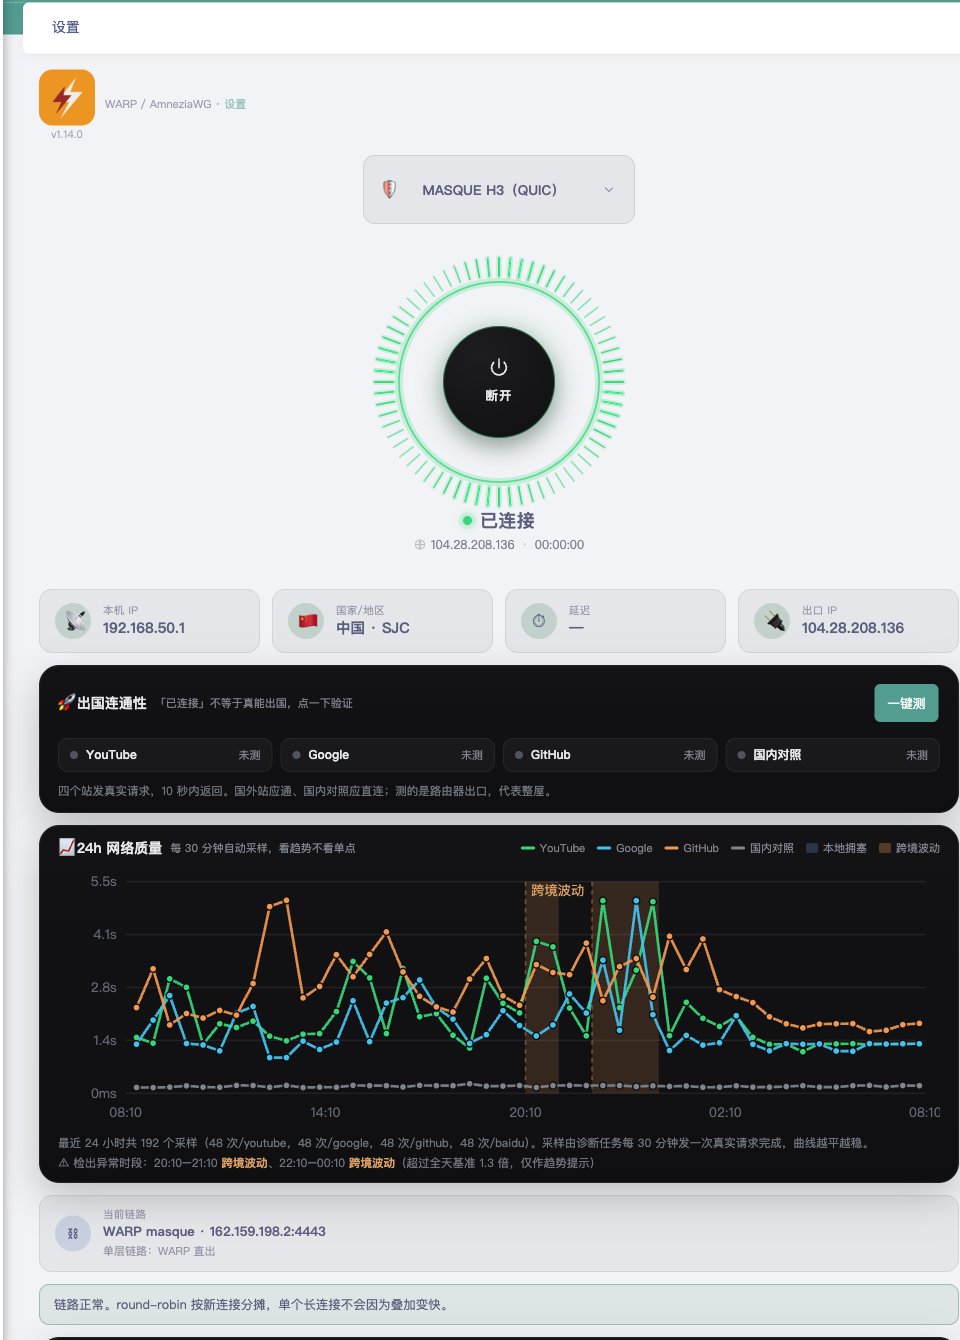 设置
WARP / AmneziaWG · 设置
v1.14.0
MASQUE H3（QUIC）
断开
已连接
104.28.208.136 · 00:00:00
本机 IP
192.168.50.1
国家/地区
中国 · SJC
延迟
—
出口 IP
104.28.208.136
出国连通性 「已连接」不等于真能出国，点一下验证
一键测
YouTube 未测
Google 未测
GitHub 未测
国内对照 未测
四个站发真实请求，10 秒内返回。国外站应通、国内对照应直连；测的是路由器出口，代表整屋。
24h 网络质量 每 30 分钟自动采样，看趋势不看单点
YouTube Google GitHub 国内对照 本地拥塞 跨境波动
5.5s
跨境波动
4.1s
2.8s
1.4s
0ms
08:10 14:10 20:10 02:10 08:10
最近 24 小时共 192 个采样（48 次/youtube，48 次/google，48 次/github，48 次/baidu）。采样由诊断任务每 30 分钟发一次真实请求完成，曲线越平越稳。
⚠ 检出异常时段：20:10—21:10 跨境波动、22:10—00:10 跨境波动（超过全天基准 1.3 倍，仅作趋势提示）
当前链路
WARP masque · 162.159.198.2:4443
单层链路：WARP 直出
链路正常。round-robin 按新连接分摊，单个长连接不会因为叠加变快。